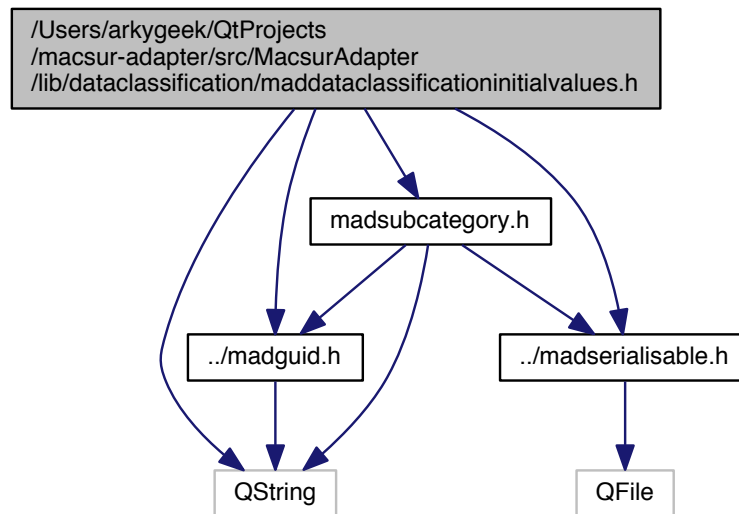 /Users/arkygeek/QtProjects
/macsur-adapter/src/MacsurAdapter
/lib/dataclassification/maddataclassificationinitialvalues.h
madsubcategory.h
../madguid.h
../madserialisable.h
QString
QFile